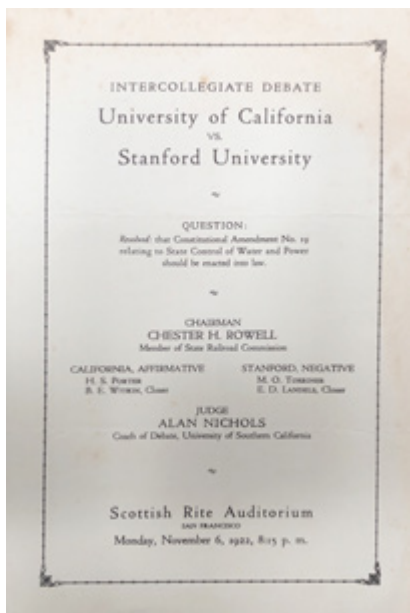 INTERCOLLEGIATE DEBATE
University of California
VS.
Stanford University
QUESTION:
Resolved: that Constitutional Amendment No. 19
relating to State Control of Water and Power
should be enacted into law.
CHAIRMAN
CHESTER H. ROWELL
Member of State Railroad Commission
CALIFORNIA, AFFIRMATIVE
H. S. PORTER
B. E. WITKIN, Closer
STANFORD, NEGATIVE
M. O.
E. D. LANDELS, Closer
JUDGE
ALAN NICHOLS
Coach of Debate, University of Southern California
Scottish Rite Auditorium
SAN FRANCISCO
Monday, November 6, 1922, 8:15 p. m.